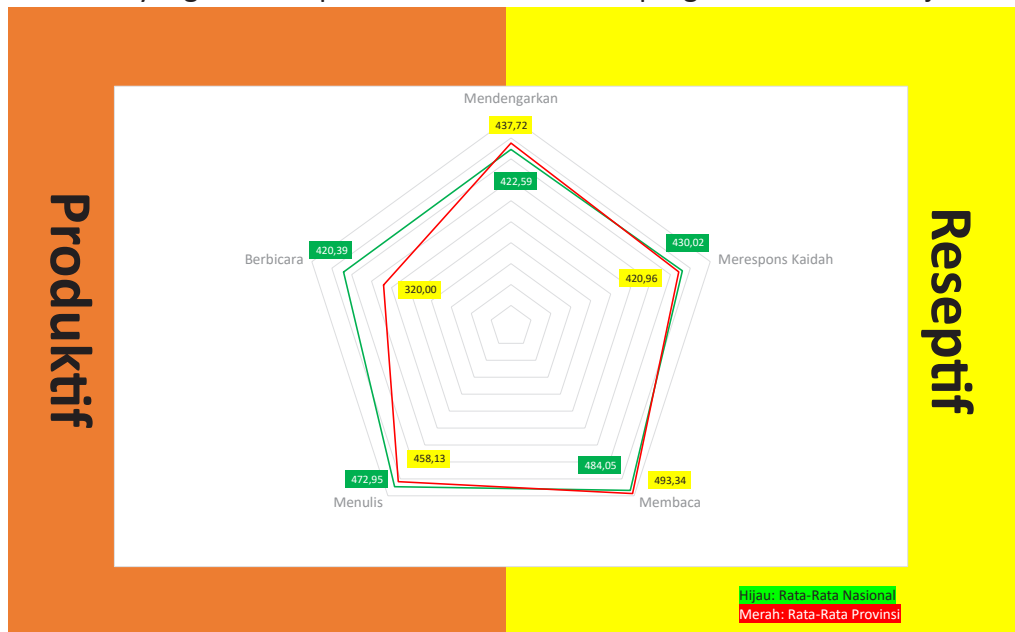 Mendengarkan
437,72
422,59
Produktif
Reseptif
420,39
430,02
Berbicara
Merespons Kaidah
420,96
320,00
458,13
484,05
472,95
493,34
Menulis
Membaca
Hijau: Rata-Rata Nasional
Merah: Rata-Rata Provinsi